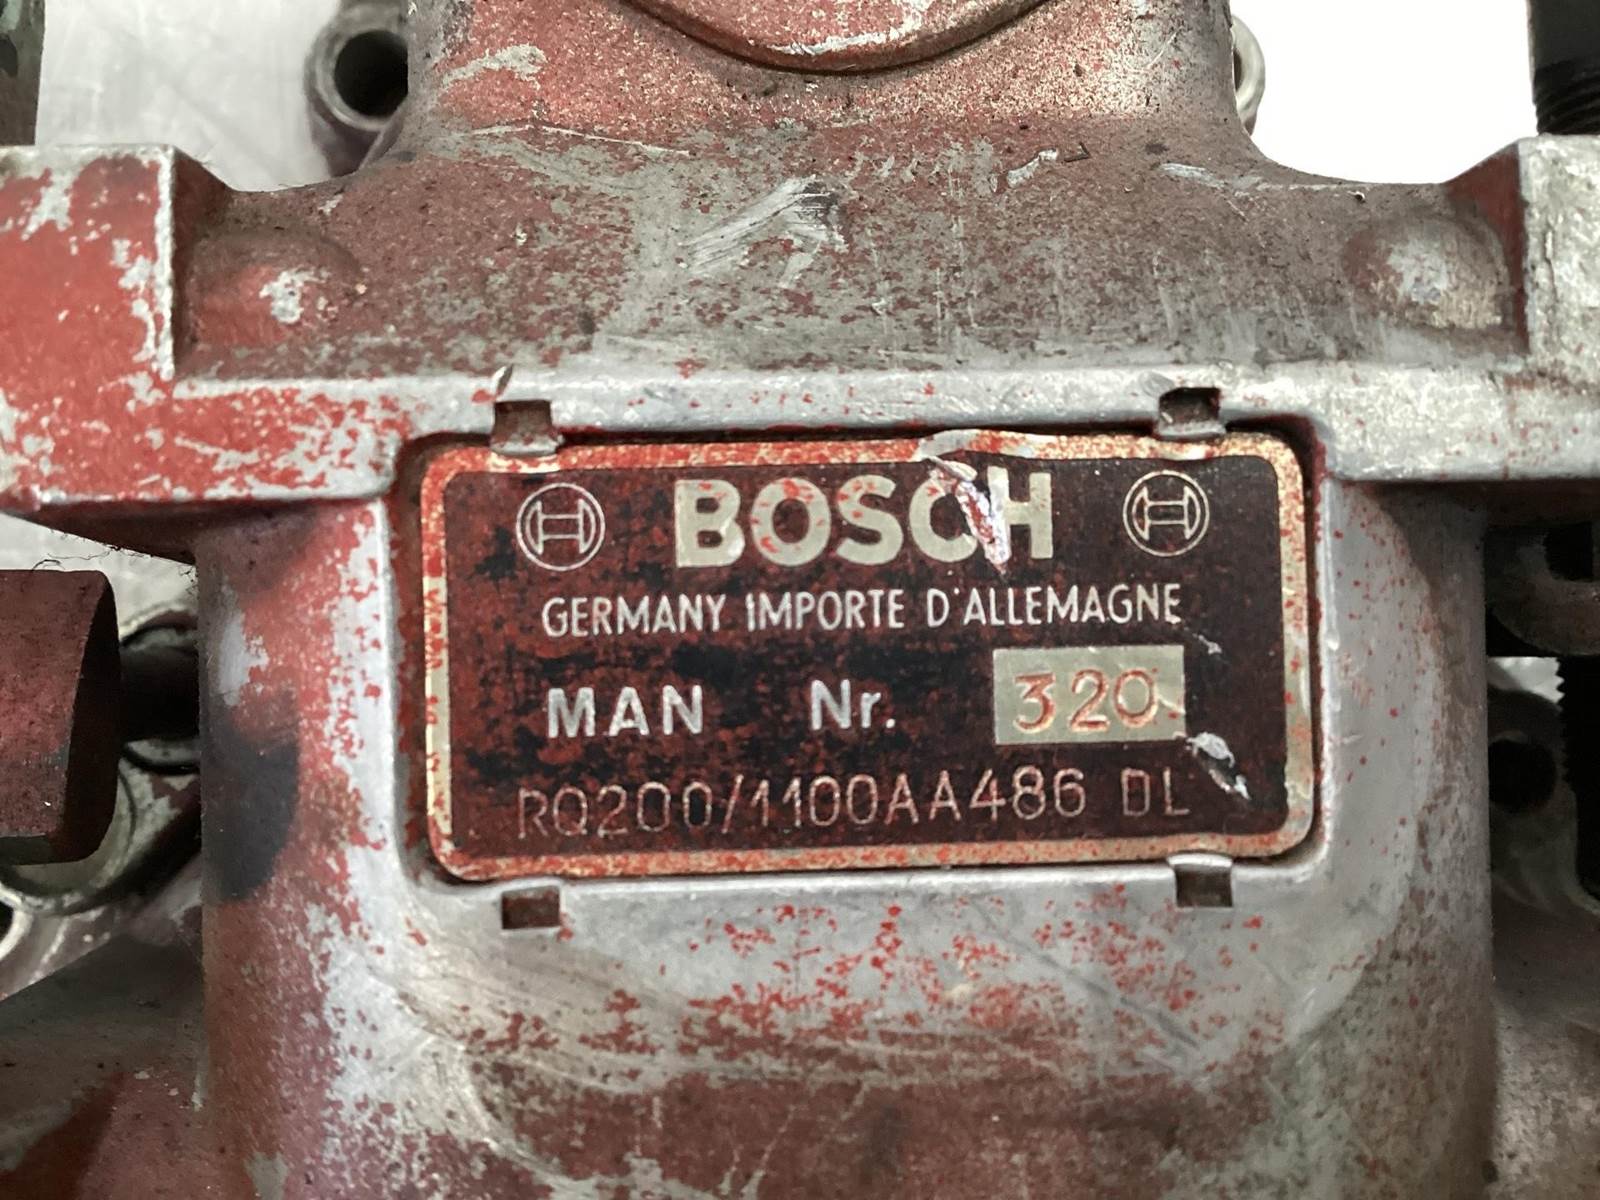 BOSCH
GERMANY IMPORTE D'ALLEMAGNE
MAN Nr. 320
RQ200/1100AA486 DL